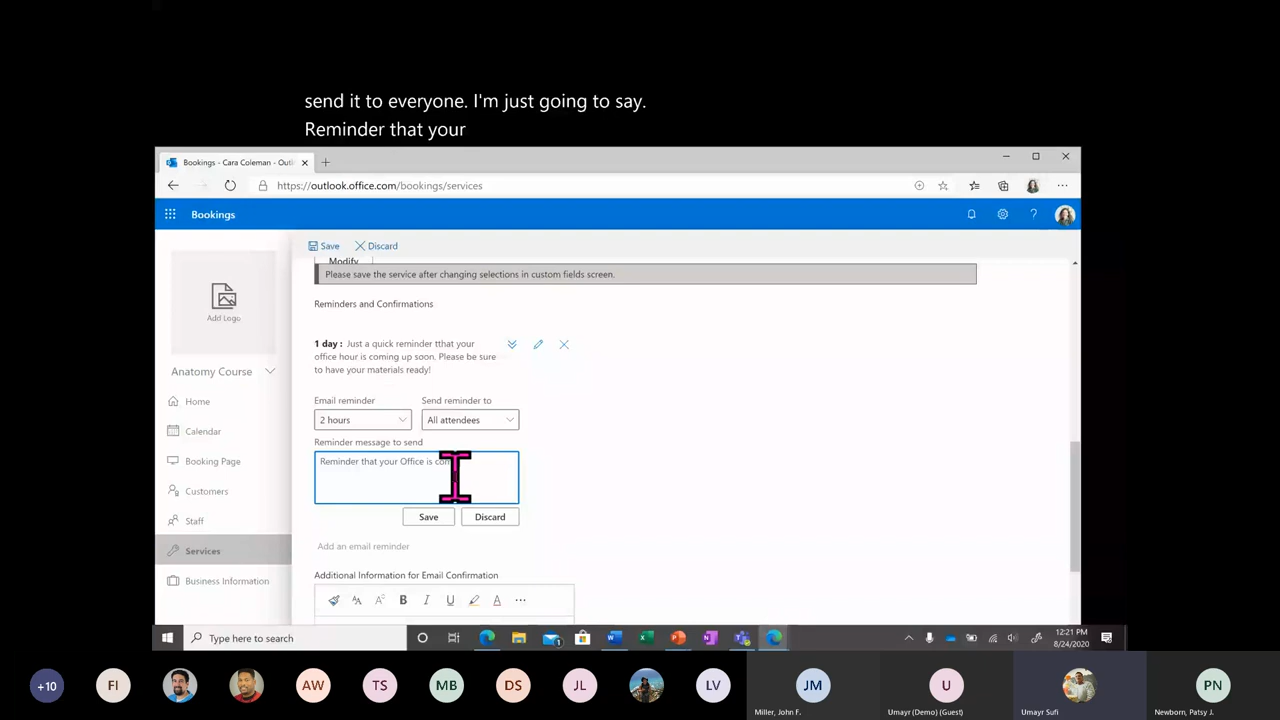 send it to everyone. I'm just going to say.
Reminder that your
Bookings - Cara Coleman - Outl
https://outlook.office.com/bookings/services
Bookings
Save
Discard
Modify
Please save the service after changing selections in custom fields screen.
Add Logo
Reminders and Confirmations
1 day : Just a quick reminder tthat your
office hour is coming up soon. Please be sure
to have your materials ready!
Anatomy Course
Home
Calendar
Booking Page
Customers
Staff
Services
Business Information
Email reminder
Send reminder to
2 hours
All attendees
Reminder message to send
Reminder that your Office is com
Save
Discard
Add an email reminder
Additional Information for Email Confirmation
B I U A
Type here to search
12:21 PM
8/24/2020
+10
FI
AW
TS
MB
DS
JL
LV
JM
U
PN
Miller, John F.
Umayr (Demo) (Guest)
Umayr Sufi
Newborn, Patsy J.